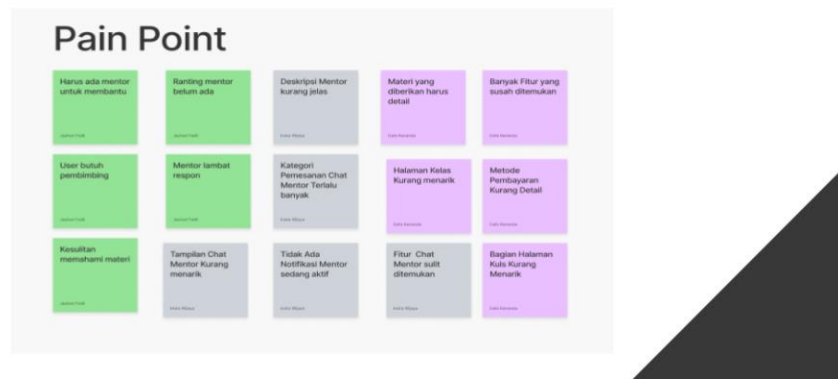 Pain Point
Harus ada mentor
untuk membantu
Ranting mentor
belum ada
Deskripsi Mentor
kurang jelas
Materi yang
diberikan harus
detail
Banyak Fitur yang
susah ditemukan
User butuh
pembimbing
Mentor lambat
respon
Kategori
Pemesanan Chat
Mentor Terlalu
banyak
Halaman Kelas
Kurang menarik
Metode
Pembayaran
Kurang Detail
Kesulitan
memahami materi
Tampilan Chat
Mentor Kurang
menarik
Tidak Ada
Notifikasi Mentor
sedang aktif
Fitur Chat
Mentor sulit
ditemukan
Bagian Halaman
Kuis Kurang
Menarik